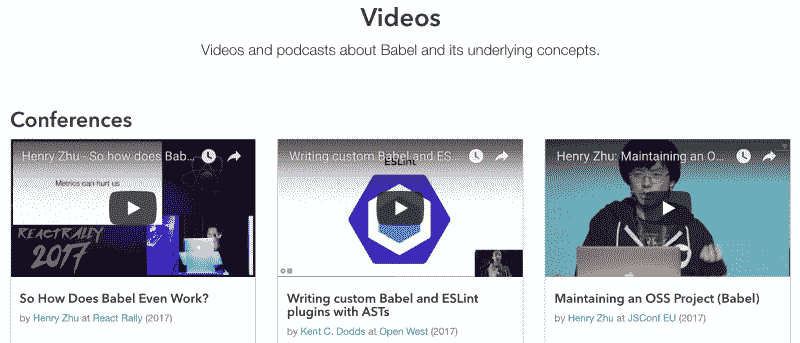 Videos
Videos and podcasts about Babel and its underlying concepts.
Conferences
Henry Zhu - So how does Bab...
Writing custom Babel and ES...
Henry Zhu: Maintaining an O...
Metrics can hurt us
ESLint
REACTRALLY
2017
So How Does Babel Even Work?
by Henry Zhu at React Rally (2017)
Writing custom Babel and ESLint
plugins with ASTs
by Kent C. Dodds at Open West (2017)
Maintaining an OSS Project (Babel)
by Henry Zhu at JSConf EU (2017)